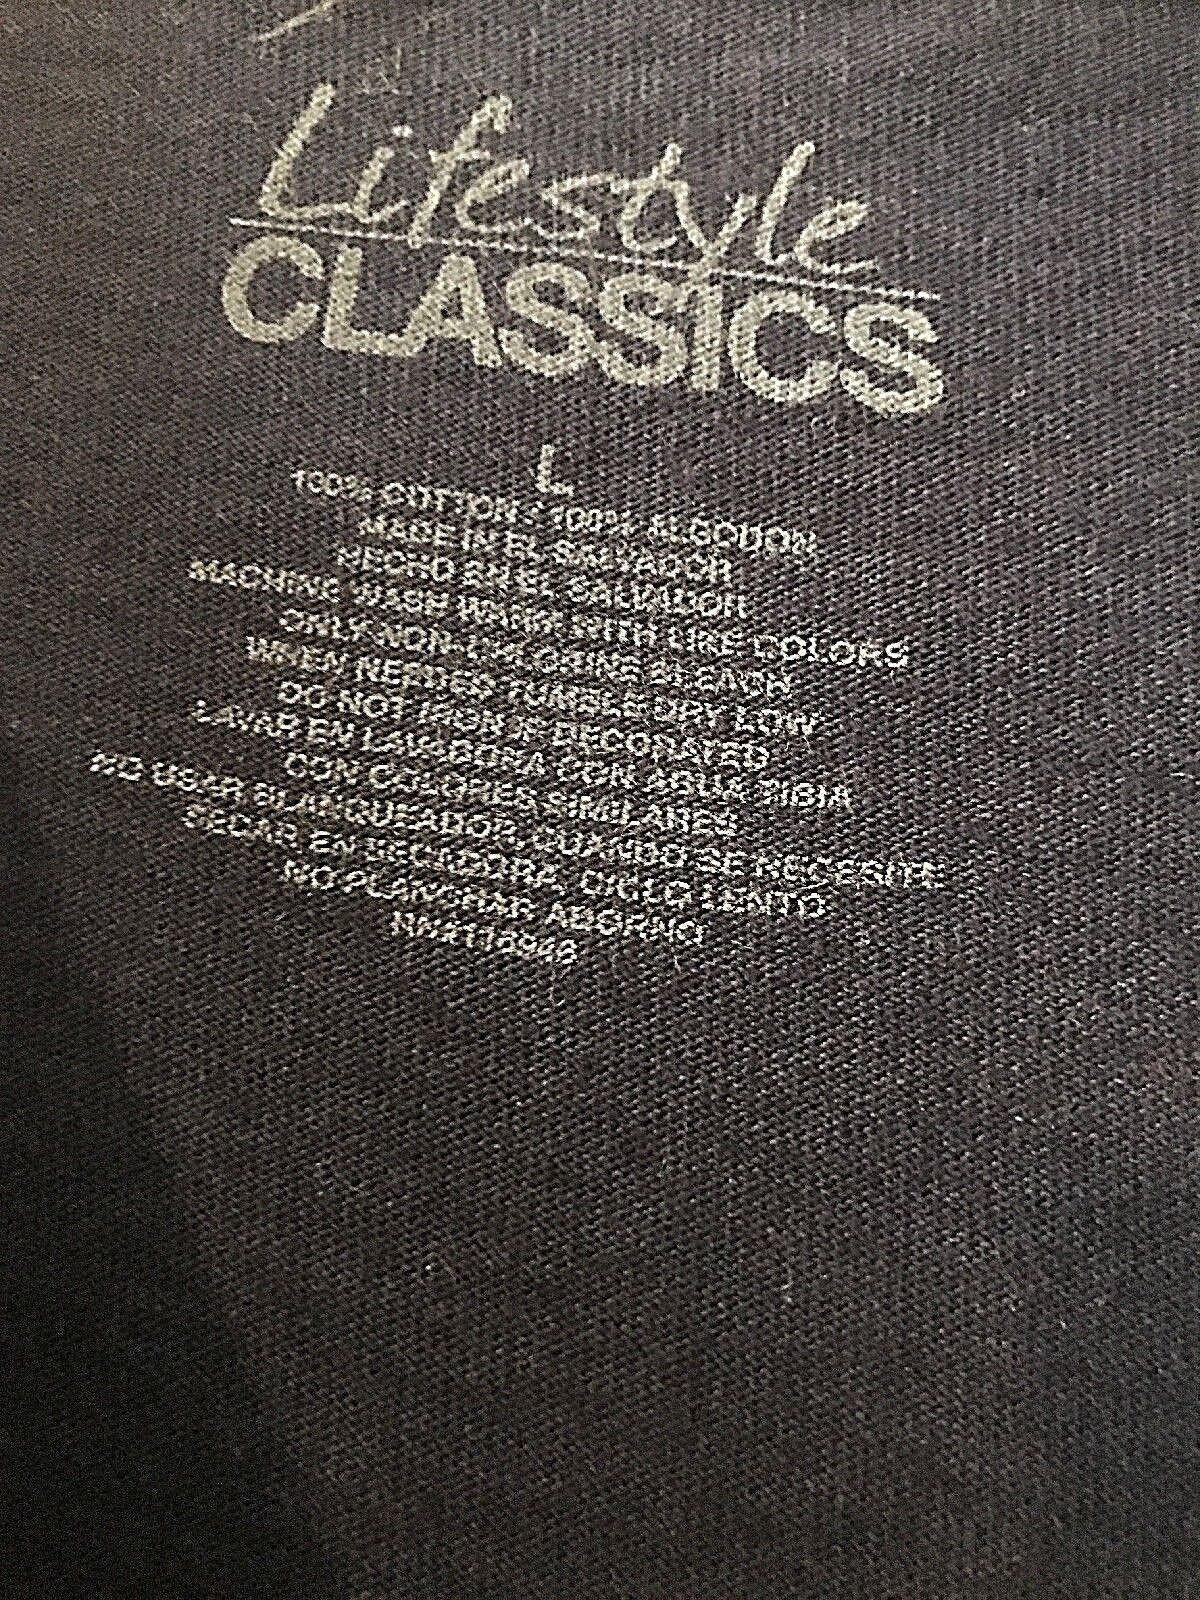 Lifestyle
CLASSICS
L
100% COTTON - 100% ALGODON
MADE IN EL SALVADOR
HECHO EN EL SALVADOR
MACHINE WASH WARM WITH LIKE COLORS
ONLY NON-CHLORINE BLEACH
WHEN NEEDED TUMBLE DRY LOW
DO NOT IRON IF DECORATED
LAVAR EN LAVADORA CON AGUA TIBIA
CON COLORES SIMILARES
NO USAR BLANQUEADOR, CUANDO SE NECESITE
SECAR EN SECADORA, CICLO LENTO
NO PLANCHAR ADORNO